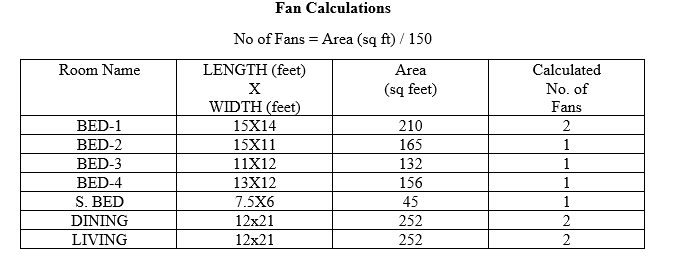 Fan Calculations
No of Fans = Area (sq ft) / 150
Room Name LENGTH (feet) Area Calculated
X (sq feet) No. of
WIDTH (feet) Fans
BED-1 15X14 210 2
BED-2 15X11 165 1
BED-3 11X12 132 1
BED-4 13X12 156 1
S. BED 7.5X6 45 1
DINING 12x21 252 2
LIVING 12x21 252 2